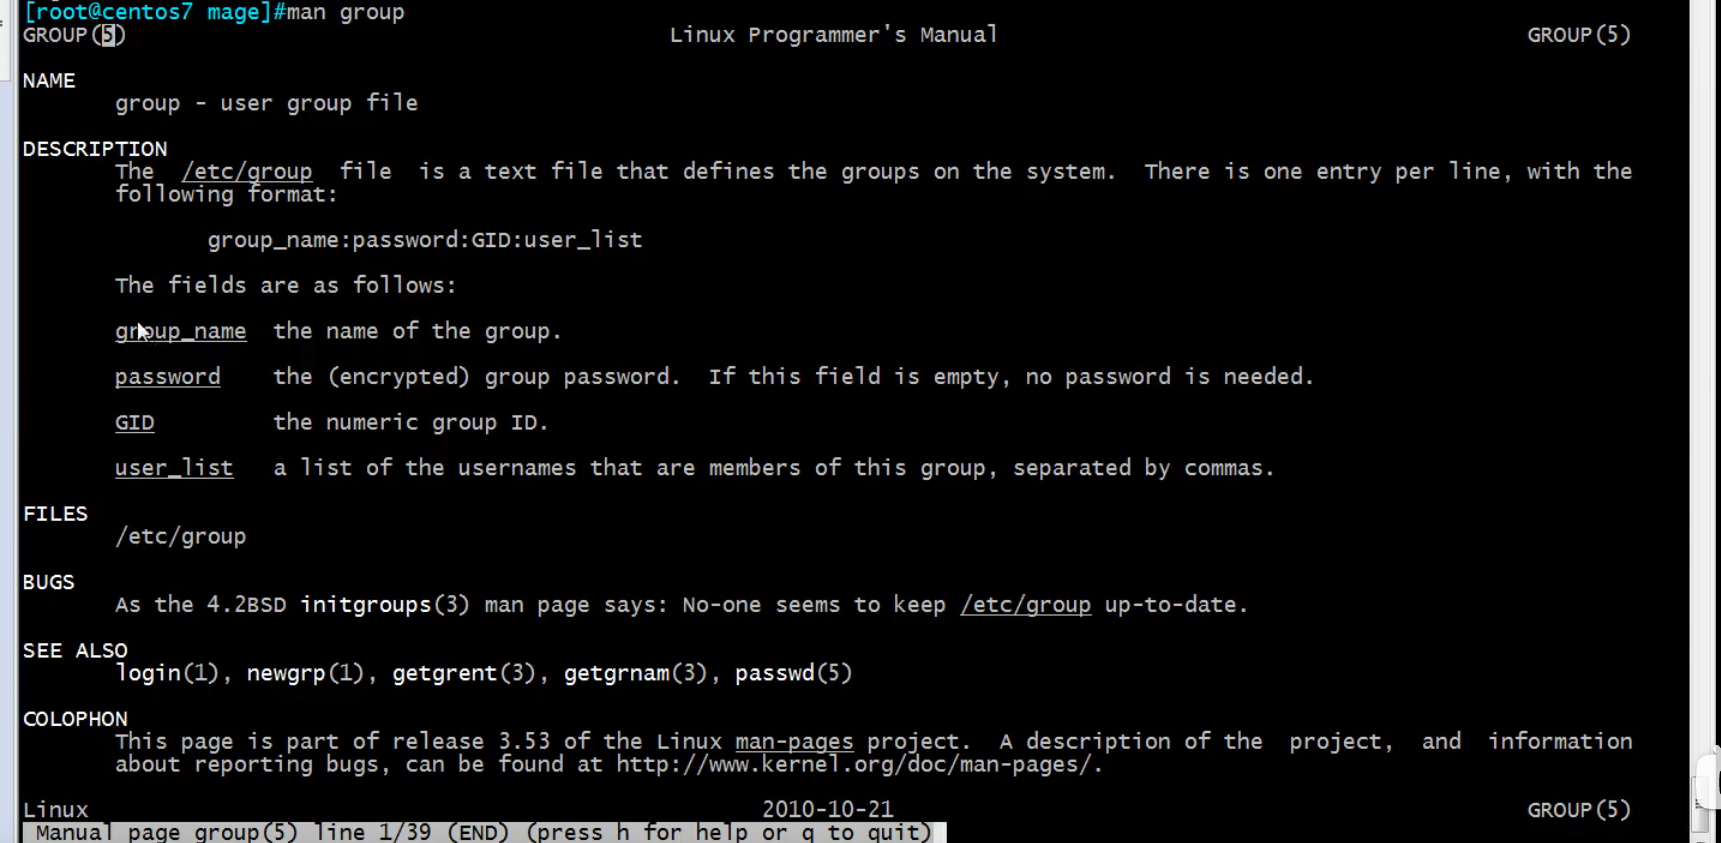 [root@centos7 mage]#man group
GROUP(5) Linux Programmer's Manual GROUP(5)
NAME
group - user group file
DESCRIPTION
The /etc/group file is a text file that defines the groups on the system. There is one entry per line, with the
following format:
group_name:password:GID:user_list
The fields are as follows:
group_name the name of the group.
password the (encrypted) group password. If this field is empty, no password is needed.
GID the numeric group ID.
user_list a list of the usernames that are members of this group, separated by commas.
FILES
/etc/group
BUGS
As the 4.2BSD initgroups(3) man page says: No-one seems to keep /etc/group up-to-date.
SEE ALSO
login(1), newgrp(1), getgrent(3), getgrnam(3), passwd(5)
COLOPHON
This page is part of release 3.53 of the Linux man-pages project. A description of the project, and information
about reporting bugs, can be found at http://www.kernel.org/doc/man-pages/.
Linux 2010-10-21 GROUP(5)
Manual page group(5) line 1/39 (END) (press h for help or q to quit)